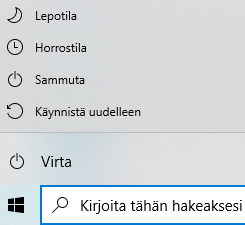 Lepotila
Horrostila
Sammuta
Käynnistä uudelleen
Virta
Kirjoita tähän hakeaksesi